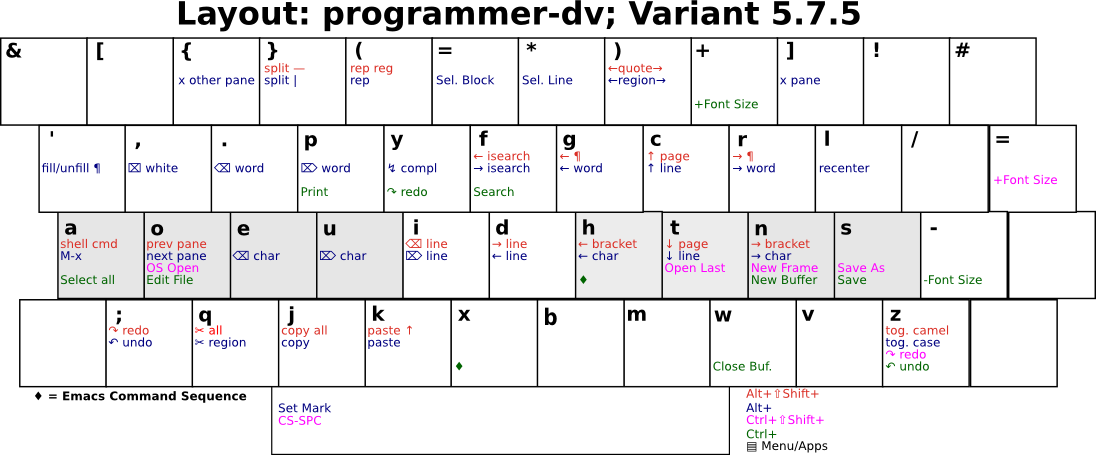 Layout: programmer-dv; Variant 5.7.5
&
[
{
x other pane
}
split —
split |
(
rep reg
rep
=
Sel. Block
*
Sel. Line
)
←quote→
←region→
+
+Font Size
]
x pane
!
#
'
fill/unfill ¶
,
⌧ white
.
⌫ word
p
⌦ word
Print
y
↯ compl
↷ redo
f
← isearch
→ isearch
Search
g
← ¶
← word
c
↑ page
↑ line
r
→ ¶
→ word
l
recenter
/
=
+Font Size
a
shell cmd
M-x
Select all
o
prev pane
next pane
OS Open
Edit File
e
⌫ char
u
⌦ char
i
⌫ line
⌦ line
d
→ line
← line
h
← bracket
← char
♦
t
↓ page
↓ line
Open Last
n
→ bracket
→ char
New Frame
New Buffer
s
Save As
Save
-
-Font Size
;
↷ redo
↶ undo
q
✂ all
✂ region
j
copy all
copy
k
paste ↑
paste
x
♦
b
m
w
Close Buf.
v
z
tog. camel
tog. case
↷ redo
↶ undo
♦ = Emacs Command Sequence
Set Mark
CS-SPC
Alt+⇧Shift+
Alt+
Ctrl+⇧Shift+
Ctrl+
▤ Menu/Apps